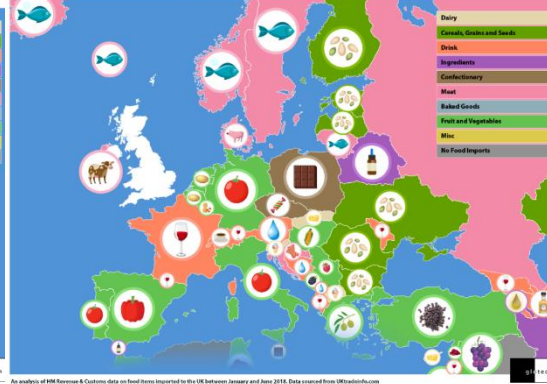 Dairy
Cereals, Grains and Seeds
Drink
Ingredients
Confectionery
Meat
Baked Goods
Fruit and Vegetables
Misc
No Food Imports
An analysis of HM Revenue & Customs data on food items imported to the UK between January and June 2018. Data sourced from UKtradeinfo.com